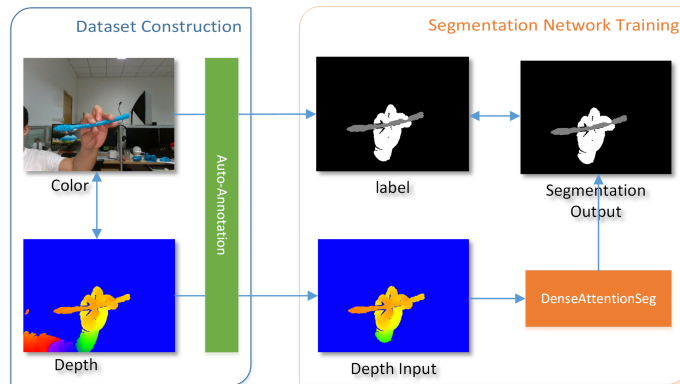 Dataset Construction
Segmentation Network Training
Color
Auto-Annotation
label
Segmentation
Output
DenseAttentionSeg
Depth
Depth Input